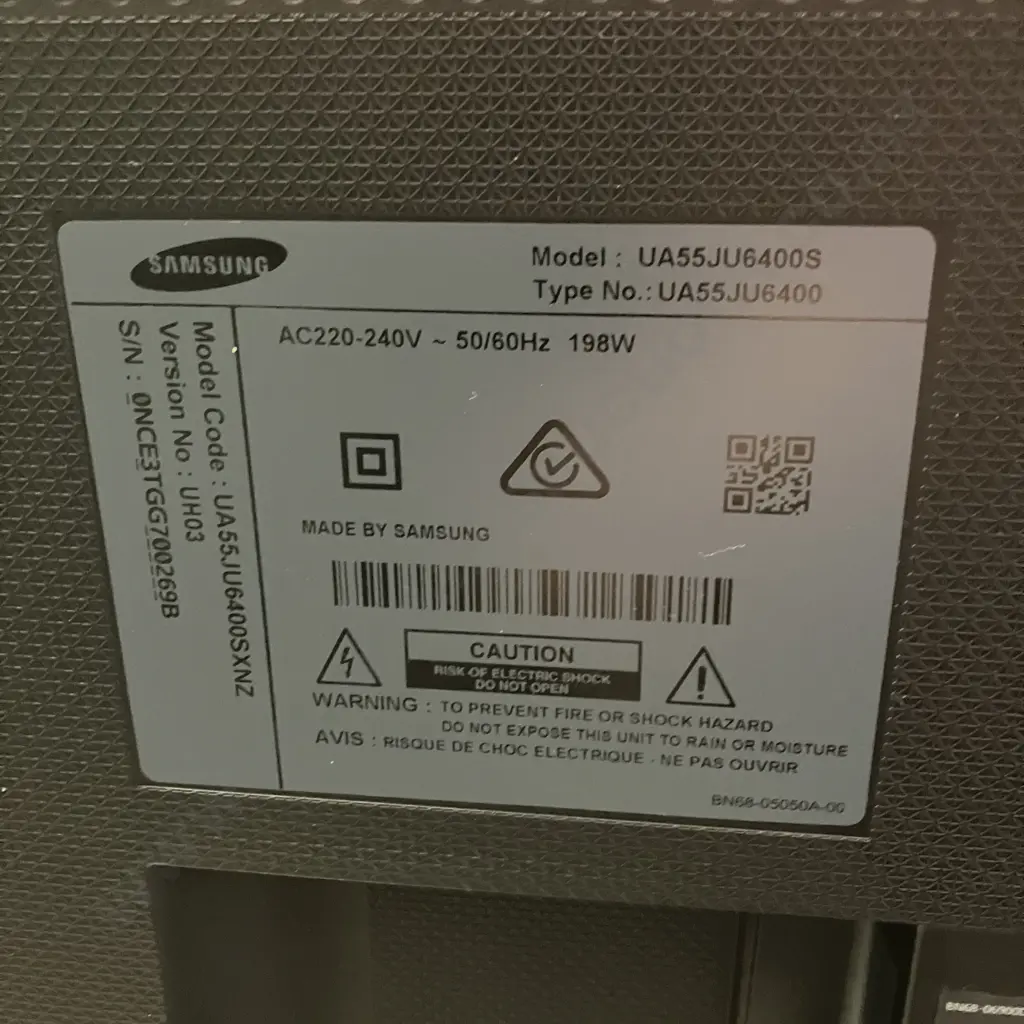 SAMSUNG
Model : UA55JU6400S
Type No.: UA55JU6400
Model Code : UA55JU6400SXNZ
Version No : UH03
S/N : 0NCE3TGG700269B
AC220-240V ~ 50/60Hz 198W
MADE BY SAMSUNG
CAUTION
RISK OF ELECTRIC SHOCK
DO NOT OPEN
WARNING : TO PREVENT FIRE OR SHOCK HAZARD
DO NOT EXPOSE THIS UNIT TO RAIN OR MOISTURE
AVIS : RISQUE DE CHOC ELECTRIQUE - NE PAS OUVRIR
BN68-05050A-00